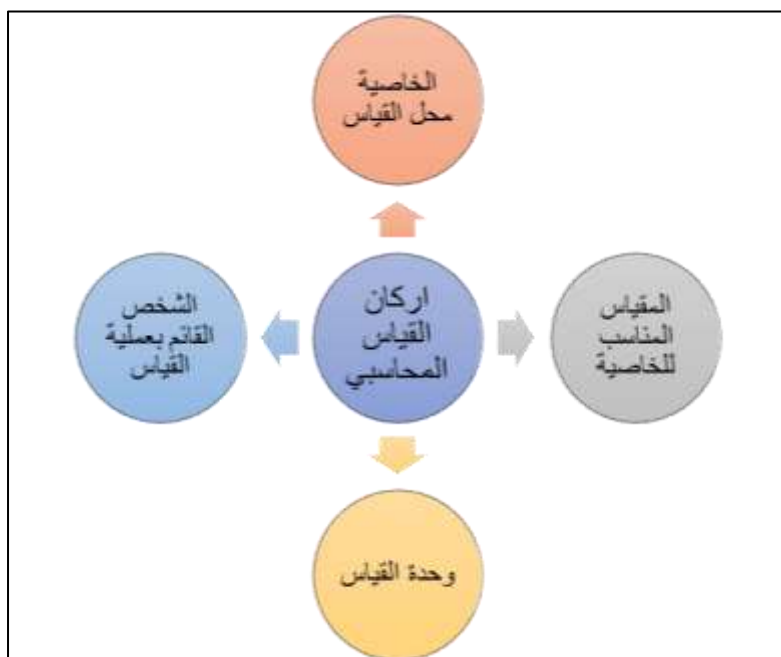 الخاصية
محل القياس
المقياس
المناسب
للخاصية
اركان
القياس
المحاسبي
الشخص
القائم بعملية
القياس
وحدة القياس